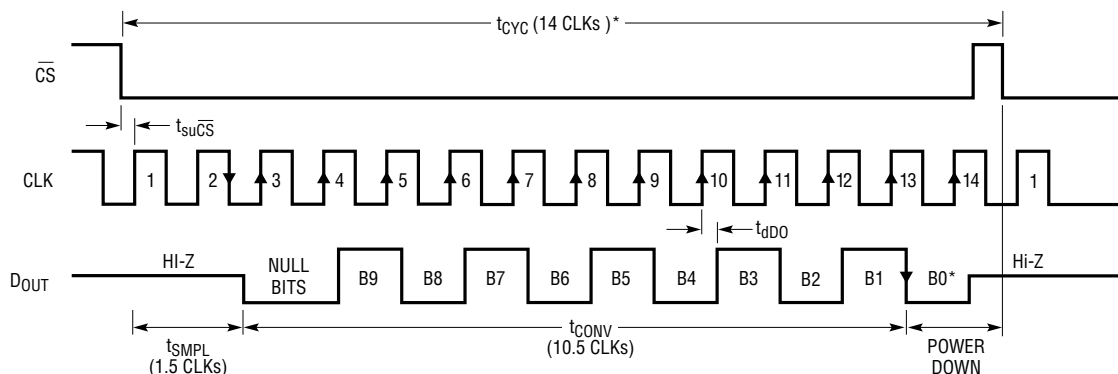 tCYC (14 CLKs )*
CS
tsuCS
CLK
1 2 3 4 5 6 7 8 9 10 11 12 13 14 1
tdDO
DOUT
HI-Z
NULL
BITS
B9 B8 B7 B6 B5 B4 B3 B2 B1 B0*
Hi-Z
tSMPL
(1.5 CLKs)
tCONV
(10.5 CLKs)
POWER
DOWN